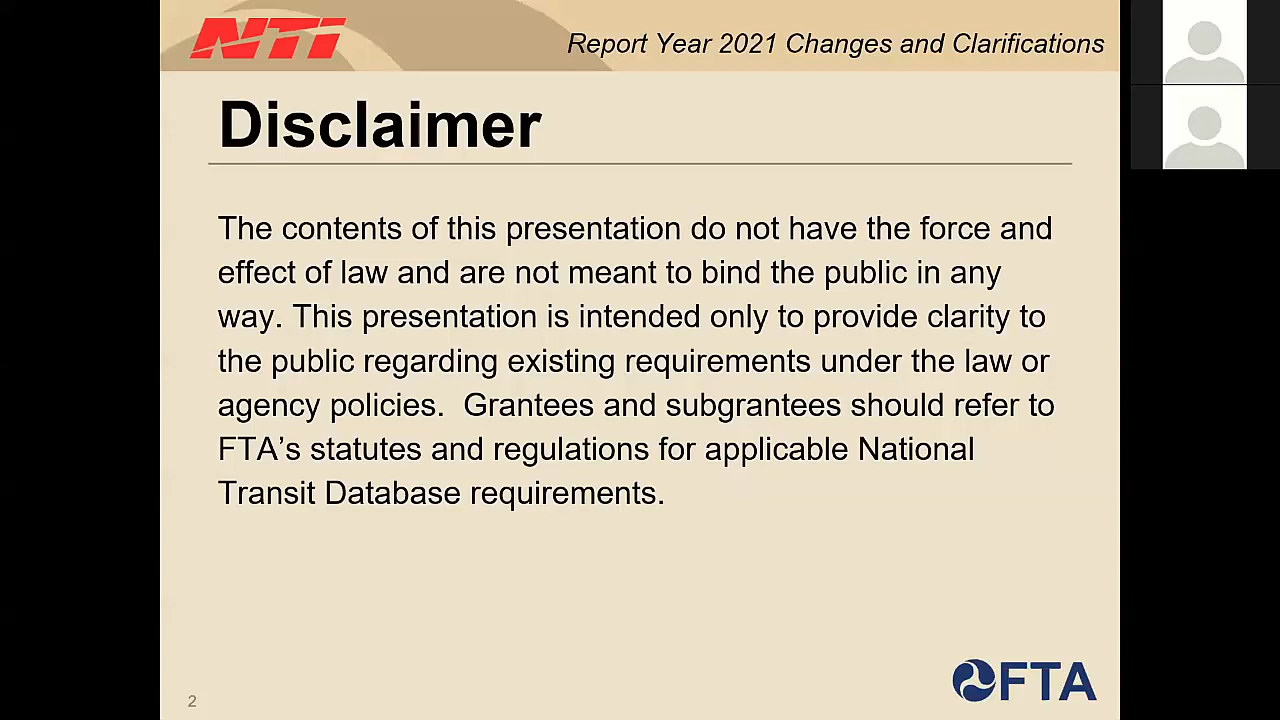 NTI
Report Year 2021 Changes and Clarifications
Disclaimer
The contents of this presentation do not have the force and
effect of law and are not meant to bind the public in any
way. This presentation is intended only to provide clarity to
the public regarding existing requirements under the law or
agency policies.  Grantees and subgrantees should refer to
FTA’s statutes and regulations for applicable National
Transit Database requirements.
2
FTA